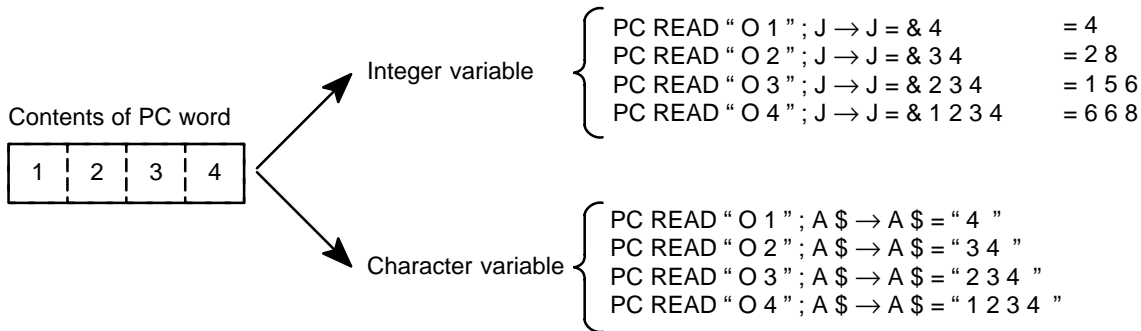 PC READ “ O 1 ” ; J → J = & 4 = 4
PC READ “ O 2 ” ; J → J = & 3 4 = 2 8
PC READ “ O 3 ” ; J → J = & 2 3 4 = 1 5 6
PC READ “ O 4 ” ; J → J = & 1 2 3 4 = 6 6 8
Integer variable
Contents of PC word
1 2 3 4
PC READ “ O 1 ” ; A $ → A $ = “ 4 ”
PC READ “ O 2 ” ; A $ → A $ = “ 3 4 ”
PC READ “ O 3 ” ; A $ → A $ = “ 2 3 4 ”
PC READ “ O 4 ” ; A $ → A $ = “ 1 2 3 4 ”
Character variable